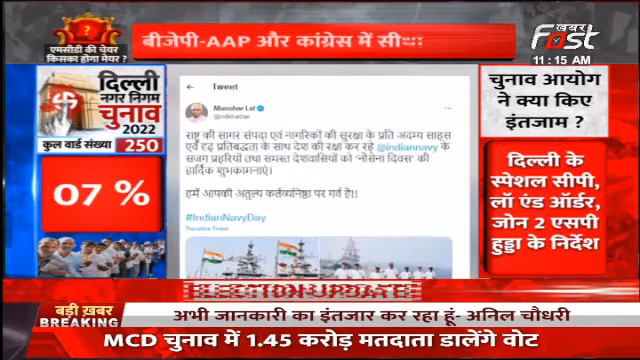 ?
एमसीडी की चेयर
किसका होगा मेयर ?
बीजेपी-AAP और कांग्रेस में सीधा
ख़बर
FAST
11:15 AM
दिल्ली
नगर निगम
चुनाव
2022
कुल वार्ड संख्या 250
07 %
← Tweet
Manohar Lal
@mlkhattar
राष्ट्र की सागर संपदा एवं नागरिकों की सुरक्षा के प्रति अदम्य साहस
एवं दृढ़ प्रतिबद्धता के साथ देश की रक्षा कर रहे @indiannavy के
सजग प्रहरियों तथा समस्त देशवासियों को 'नौसेना दिवस' की
हार्दिक शुभकामनाएं।
हमें आपकी अतुल्य कर्तव्यनिष्ठा पर गर्व है!!
#IndianNavyDay
Translate Tweet
चुनाव आयोग
ने क्या किए
इंतजाम ?
दिल्ली के
स्पेशल सीपी,
लॉ एंड ऑर्डर,
जोन 2 एसपी
हुड्डा के निर्देश
ELECTION UPDATE
बड़ी ख़बर
BREAKING
अभी जानकारी का इंतजार कर रहा हूं- अनिल चौधरी
MCD चुनाव में 1.45 करोड़ मतदाता डालेंगे वोट